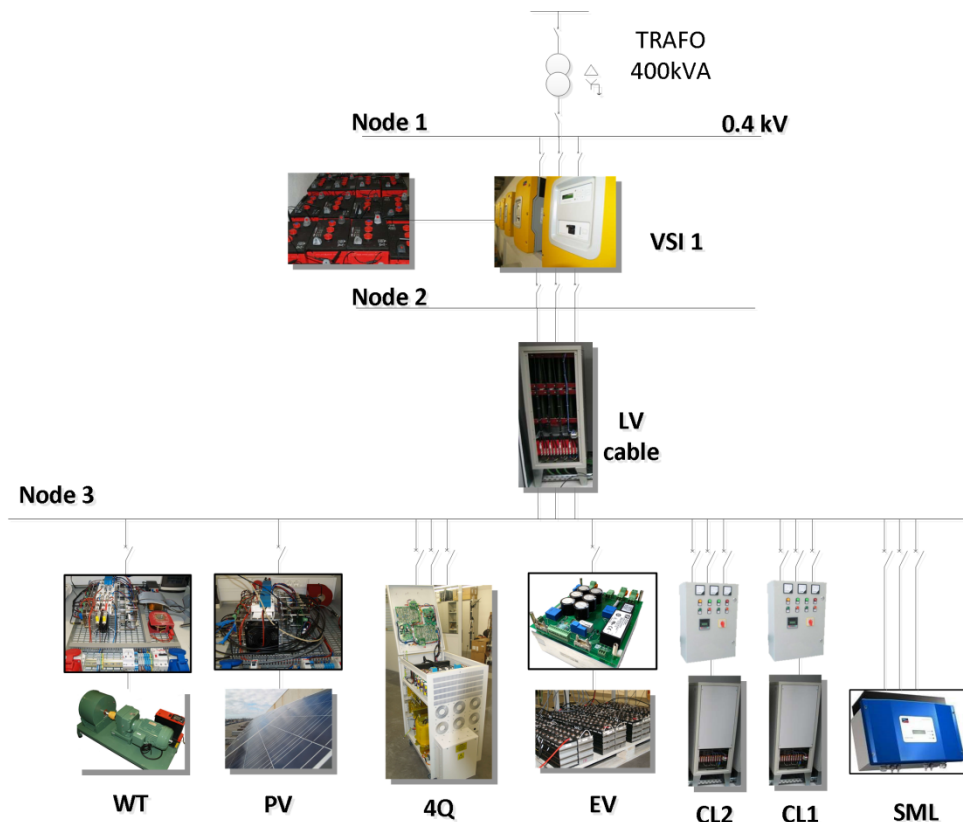 TRAFO
400kVA
Node 1
0.4 kV
VSI 1
Node 2
LV
cable
Node 3
WT
PV
4Q
EV
CL2
CL1
SML